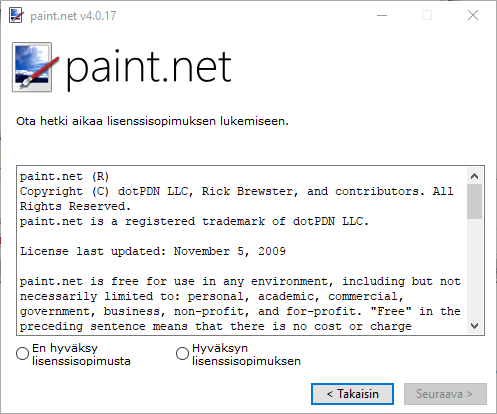 paint.net v4.0.17
paint.net
Ota hetki aikaa lisenssisopimuksen lukemiseen.
paint.net (R)
Copyright (C) dotPDN LLC, Rick Brewster, and contributors. All
Rights Reserved.
paint.net is a registered trademark of dotPDN LLC.
License last updated: November 5, 2009
paint.net is free for use in any environment, including but not
necessarily limited to: personal, academic, commercial,
government, business, non-profit, and for-profit. "Free" in the
preceding sentence means that there is no cost or charge
En hyväksy
lisenssisopimusta
Hyväksyn
lisenssisopimuksen
< Takaisin
Seuraava >